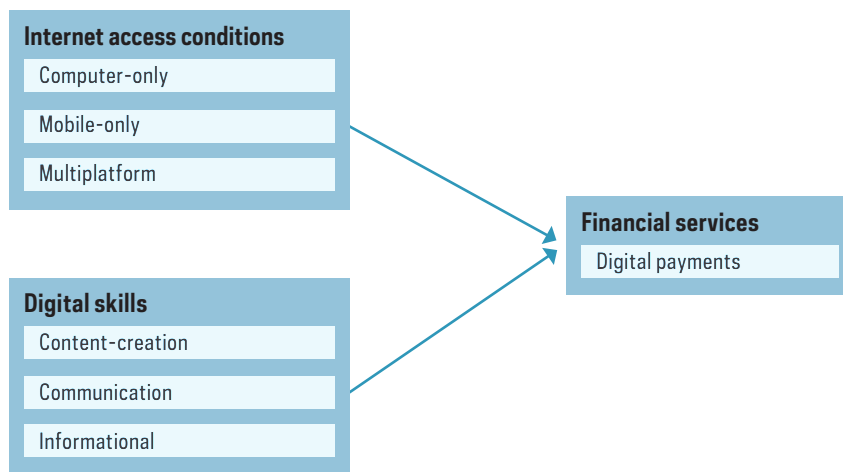 Internet access conditions
Computer-only
Mobile-only
Multiplatform
Financial services
Digital payments
Digital skills
Content-creation
Communication
Informational